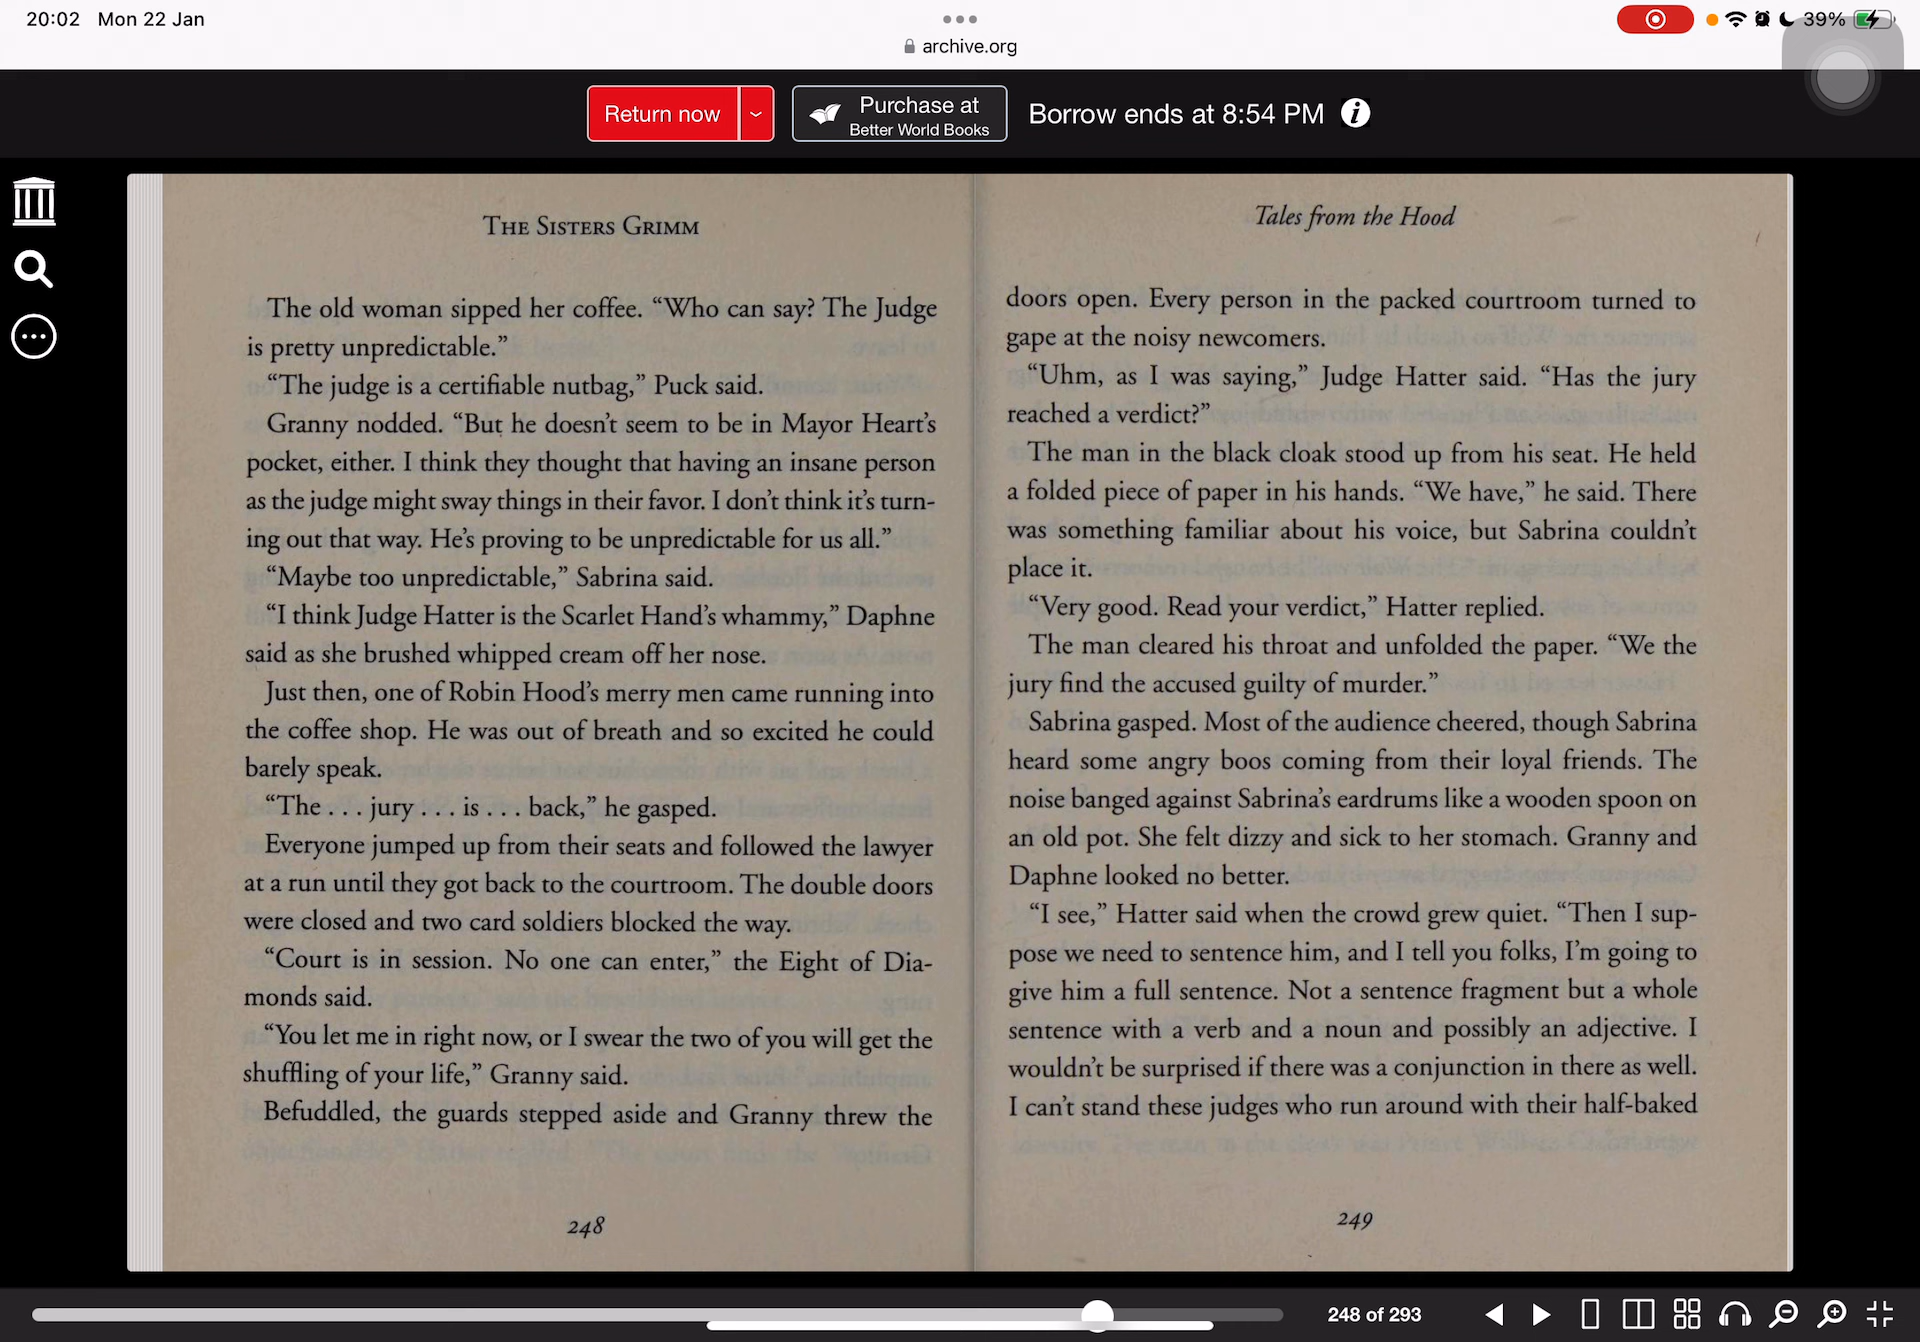 20:02 Mon 22 Jan
39%
archive.org
Return now
Purchase at
Better World Books
Borrow ends at 8:54 PM
THE SISTERS GRIMM
The old woman sipped her coffee. “Who can say? The Judge
is pretty unpredictable.”
“The judge is a certifiable nutbag,” Puck said.
Granny nodded. “But he doesn’t seem to be in Mayor Heart’s
pocket, either. I think they thought that having an insane person
as the judge might sway things in their favor. I don’t think it’s turn-
ing out that way. He’s proving to be unpredictable for us all.”
“Maybe too unpredictable,” Sabrina said.
“I think Judge Hatter is the Scarlet Hand’s whammy,” Daphne
said as she brushed whipped cream off her nose.
Just then, one of Robin Hood’s merry men came running into
the coffee shop. He was out of breath and so excited he could
barely speak.
“The . . . jury . . . is . . . back,” he gasped.
Everyone jumped up from their seats and followed the lawyer
at a run until they got back to the courtroom. The double doors
were closed and two card soldiers blocked the way.
“Court is in session. No one can enter,” the Eight of Dia-
monds said.
“You let me in right now, or I swear the two of you will get the
shuffling of your life,” Granny said.
Befuddled, the guards stepped aside and Granny threw the
248
Tales from the Hood
doors open. Every person in the packed courtroom turned to
gape at the noisy newcomers.
“Uhm, as I was saying,” Judge Hatter said. “Has the jury
reached a verdict?”
The man in the black cloak stood up from his seat. He held
a folded piece of paper in his hands. “We have,” he said. There
was something familiar about his voice, but Sabrina couldn’t
place it.
“Very good. Read your verdict,” Hatter replied.
The man cleared his throat and unfolded the paper. “We the
jury find the accused guilty of murder.”
Sabrina gasped. Most of the audience cheered, though Sabrina
heard some angry boos coming from their loyal friends. The
noise banged against Sabrina’s eardrums like a wooden spoon on
an old pot. She felt dizzy and sick to her stomach. Granny and
Daphne looked no better.
“I see,” Hatter said when the crowd grew quiet. “Then I sup-
pose we need to sentence him, and I tell you folks, I’m going to
give him a full sentence. Not a sentence fragment but a whole
sentence with a verb and a noun and possibly an adjective. I
wouldn’t be surprised if there was a conjunction in there as well.
I can’t stand these judges who run around with their half-baked
249
248 of 293